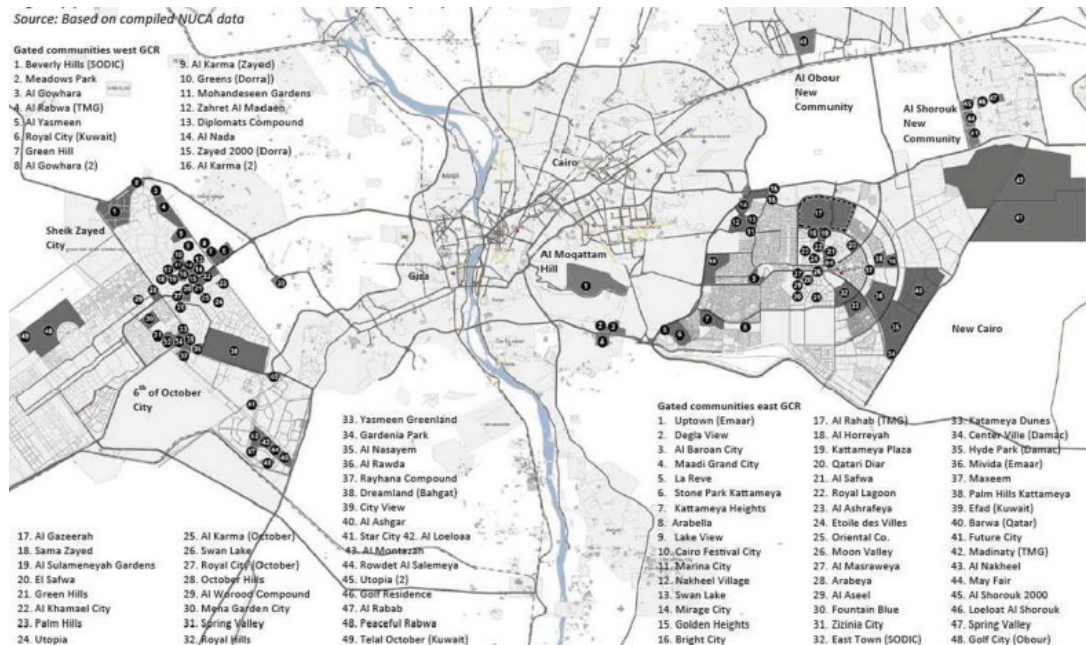 Source: Based on compiled NUCA data
Gated communities west GCR
1. Beverly Hills (SODIC)
2. Meadows Park
3. Al Gowhara
4. Al Rabwa (TMG)
5. Al Yasmeen
6. Royal City (Kuwait)
7. Green Hill
8. Al Gowhara (2)
9. Al Karma (Zayed)
10. Greens (Dorra))
11. Mohandeseen Gardens
12. Zahret Al Madaen
13. Diplomats Compound
14. Al Nada
15. Zayed 2000 (Dorra)
16. Al Karma (2)
Al Obour
New
Community
Al Shorouk
New
Community
Cairo
Sheik Zayed
City
Giza
Al Moqattam
Hill
New Cairo
6th of October
City
17. Al Gazeerah
18. Sama Zayed
19. Al Sulameneyah Gardens
20. El Safwa
21. Green Hills
22. Al Khamael City
23. Palm Hills
24. Utopia
25. Al Karma (October)
26. Swan Lake
27. Royal City (October)
28. October Hills
29. Al Worood Compound
30. Mena Garden City
31. Spring Valley
32. Royal Hills
33. Yasmeen Greenland
34. Gardenia Park
35. Al Nasayem
36. Al Rawda
37. Rayhana Compound
38. Dreamland (Bahgat)
39. City View
40. Al Ashgar
41. Star City 42. Al Loeloaa
43. Al Montezah
44. Rowdet Al Salemeya
45. Utopia (2)
46. Golf Residence
47. Al Rabab
48. Peaceful Rabwa
49. Telal October (Kuwait)
Gated communities east GCR
1. Uptown (Emaar)
2. Degla View
3. Al Baroan City
4. Maadi Grand City
5. La Reve
6. Stone Park Kattameya
7. Kattameya Heights
8. Arabella
9. Lake View
10. Cairo Festival City
11. Marina City
12. Nakheel Village
13. Swan Lake
14. Mirage City
15. Golden Heights
16. Bright City
17. Al Rahab (TMG)
18. Al Horreyah
19. Kattameya Plaza
20. Qatari Diar
21. Al Safwa
22. Royal Lagoon
23. Al Ashrafeya
24. Etoile des Villes
25. Oriental Co.
26. Moon Valley
27. Al Masraweya
28. Arabeya
29. Al Aseel
30. Fountain Blue
31. Zizinia City
32. East Town (SODIC)
33. Katameya Dunes
34. Center Ville (Damac)
35. Hyde Park (Damac)
36. Mivida (Emaar)
37. Maxeem
38. Palm Hills Kattameya
39. Efad (Kuwait)
40. Barwa (Qatar)
41. Future City
42. Madinaty (TMG)
43. Al Nakheel
44. May Fair
45. Al Shorouk 2000
46. Loeloat Al Shorouk
47. Spring Valley
48. Golf City (Obour)